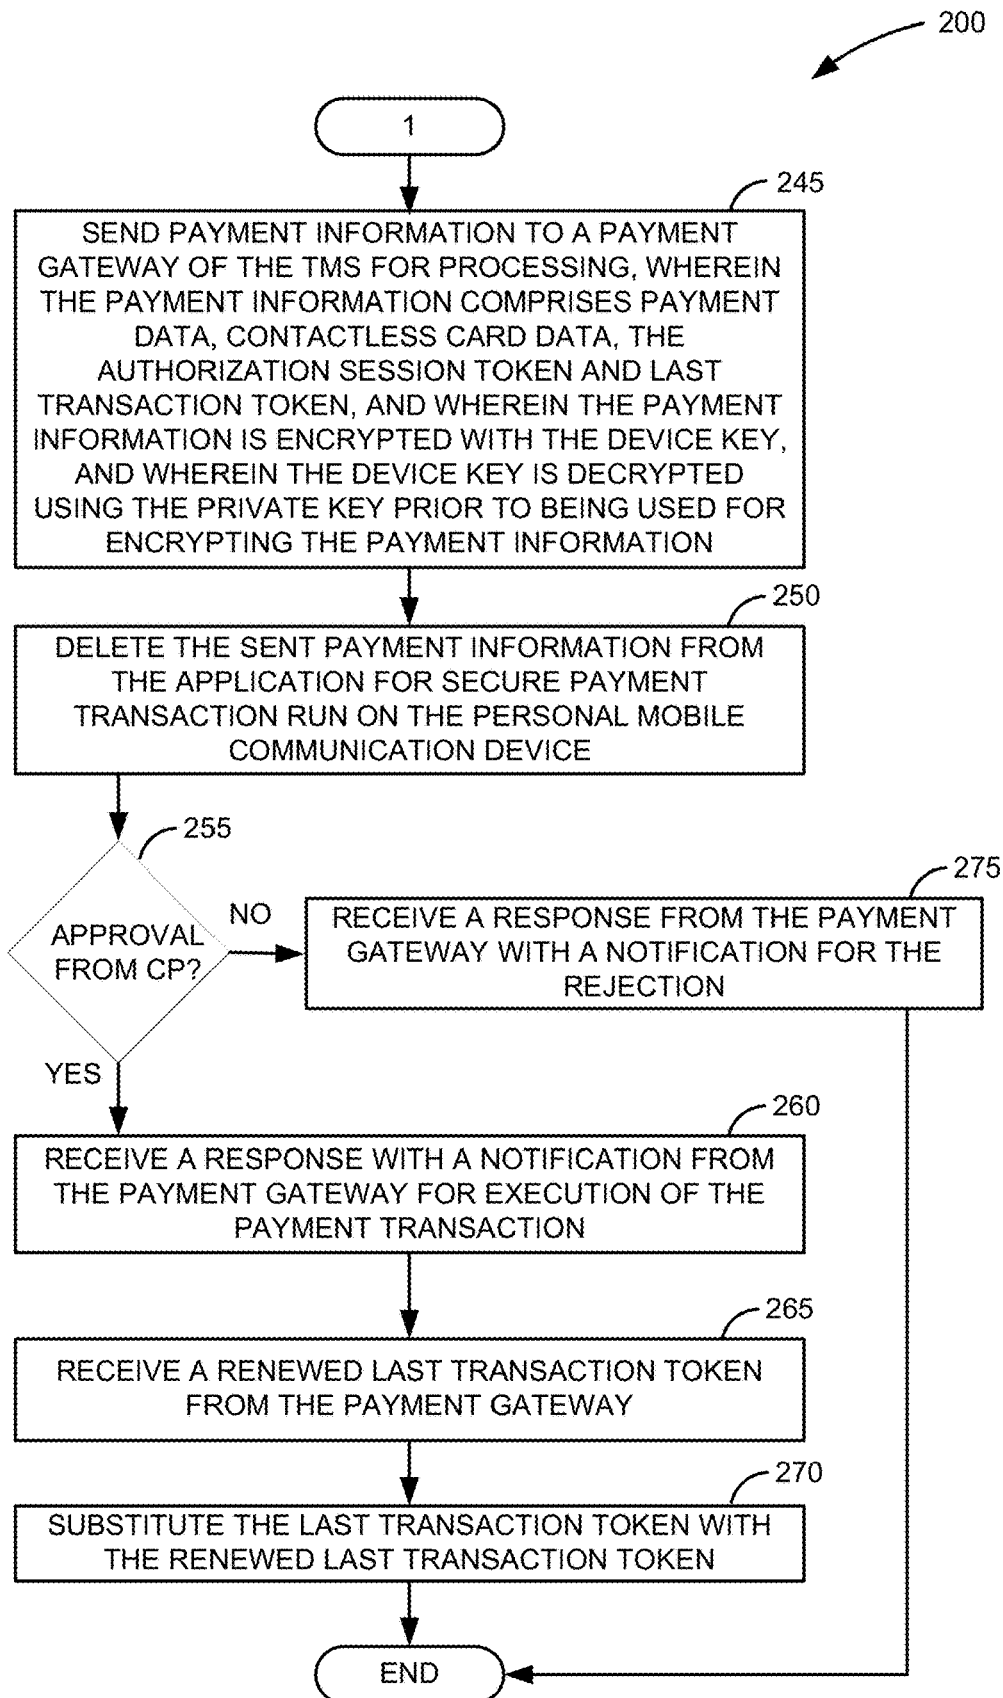 200
1
245
SEND PAYMENT INFORMATION TO A PAYMENT
GATEWAY OF THE TMS FOR PROCESSING, WHEREIN
THE PAYMENT INFORMATION COMPRISES PAYMENT
DATA, CONTACTLESS CARD DATA, THE
AUTHORIZATION SESSION TOKEN AND LAST
TRANSACTION TOKEN, AND WHEREIN THE PAYMENT
INFORMATION IS ENCRYPTED WITH THE DEVICE KEY,
AND WHEREIN THE DEVICE KEY IS DECRYPTED
USING THE PRIVATE KEY PRIOR TO BEING USED FOR
ENCRYPTING THE PAYMENT INFORMATION
250
DELETE THE SENT PAYMENT INFORMATION FROM
THE APPLICATION FOR SECURE PAYMENT
TRANSACTION RUN ON THE PERSONAL MOBILE
COMMUNICATION DEVICE
255
APPROVAL
FROM CP?
NO
275
RECEIVE A RESPONSE FROM THE PAYMENT
GATEWAY WITH A NOTIFICATION FOR THE
REJECTION
YES
260
RECEIVE A RESPONSE WITH A NOTIFICATION FROM
THE PAYMENT GATEWAY FOR EXECUTION OF THE
PAYMENT TRANSACTION
265
RECEIVE A RENEWED LAST TRANSACTION TOKEN
FROM THE PAYMENT GATEWAY
270
SUBSTITUTE THE LAST TRANSACTION TOKEN WITH
THE RENEWED LAST TRANSACTION TOKEN
END